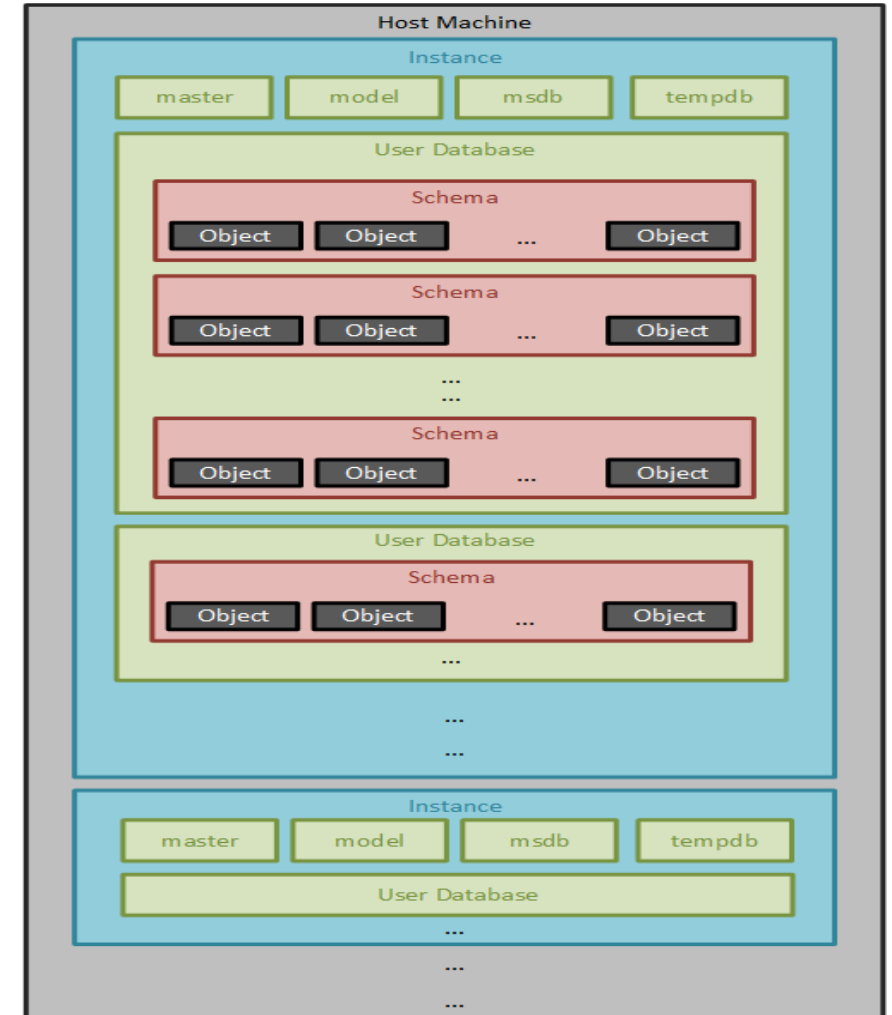 Host Machine
Instance
master model msdb tempdb
User Database
Schema
Object Object ... Object
Schema
Object Object ... Object
...
...
Schema
Object Object ... Object
User Database
Schema
Object Object ... Object
...
...
...
Instance
master model msdb tempdb
User Database
...
...
...